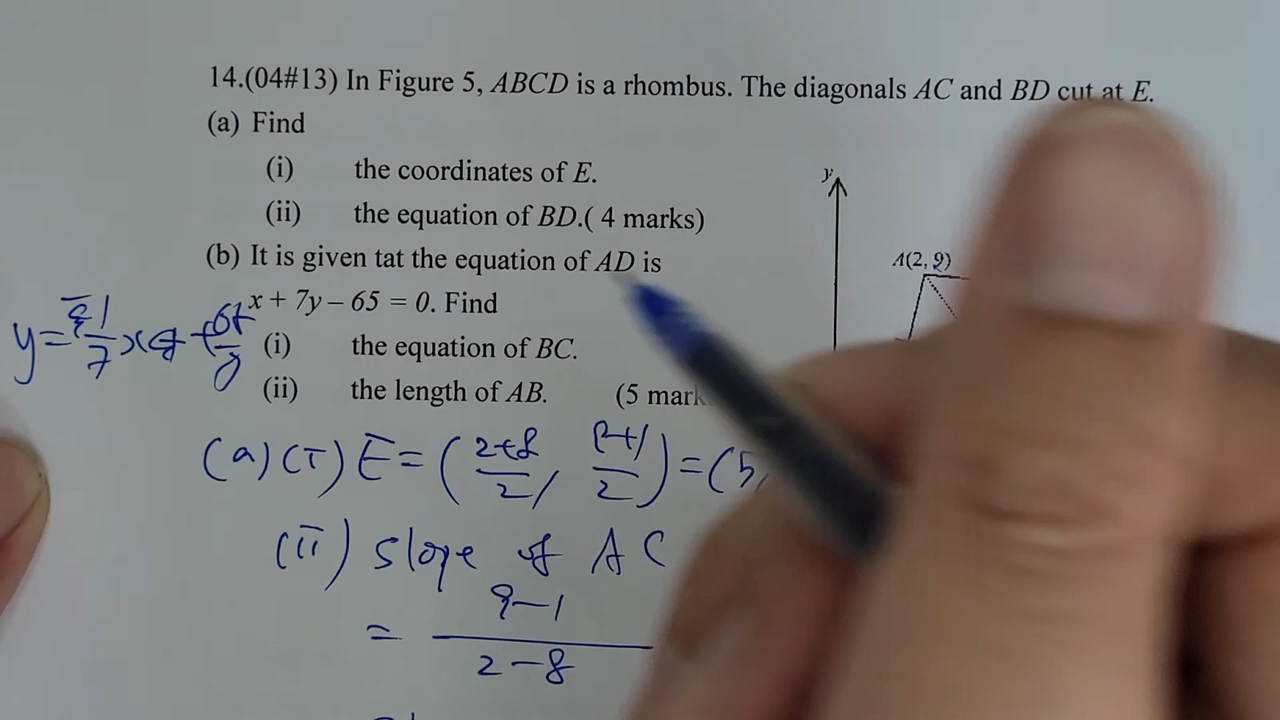 14.(04#13) In Figure 5, ABCD is a rhombus. The diagonals AC and BD cut at E.
(a) Find
(i) the coordinates of E.
(ii) the equation of BD.( 4 marks)
(b) It is given tat the equation of AD is
x + 7y – 65 = 0. Find
(i) the equation of BC.
(ii) the length of AB. (5 mark
y
A(2, 9)
(a)(i) E = (2+8/2, 9+1/2) = (5,
(ii) slope of AC
= 9-1/2-8